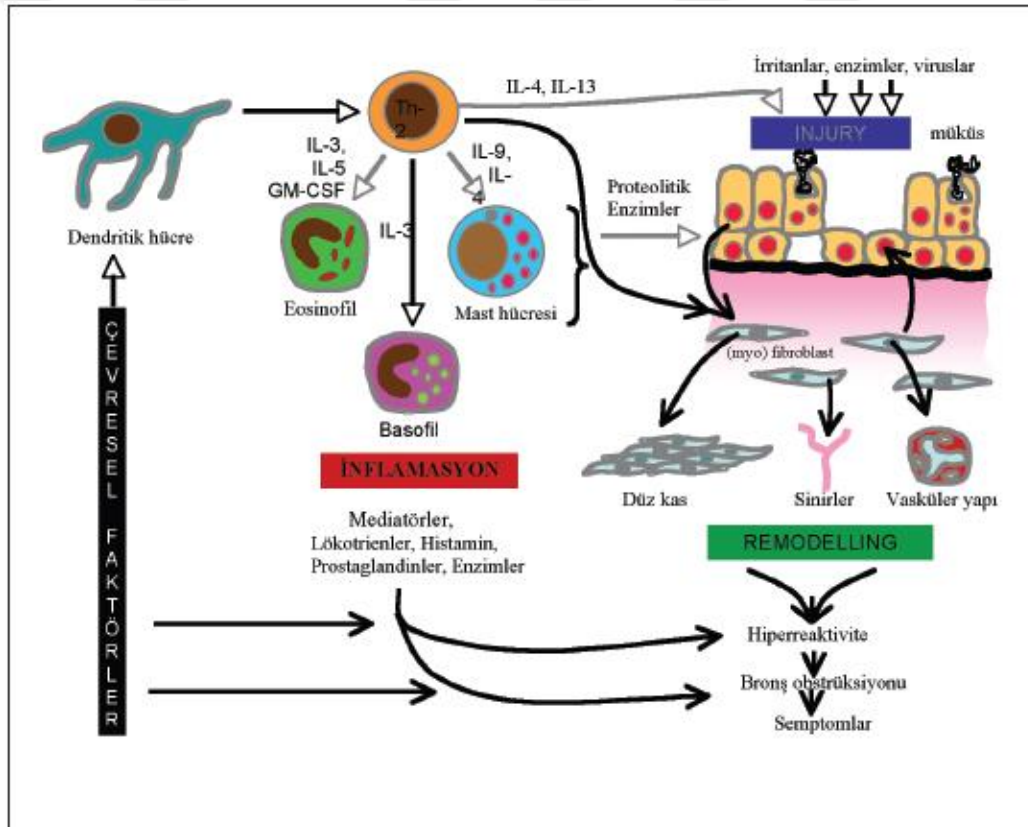 İrritanlar, enzimler, viruslar
IL-4, IL-13
Th-
2
INJURY
müküs
IL-3,
IL-5
GM-CSF
IL-9,
IL-
4
Proteolitik
Enzimler
Dendritik hücre
IL-3
Eosinofil
Mast hücresi
(myo) fibroblast
Basofil
ÇEVRESEL FAKTÖRLER
İNFLAMASYON
Düz kas
Sinirler
Vasküler yapı
Mediatörler,
Lökotrienler, Histamin,
Prostaglandinler, Enzimler
REMODELLING
Hiperreaktivite
Bronş obstrüksiyonu
Semptomlar